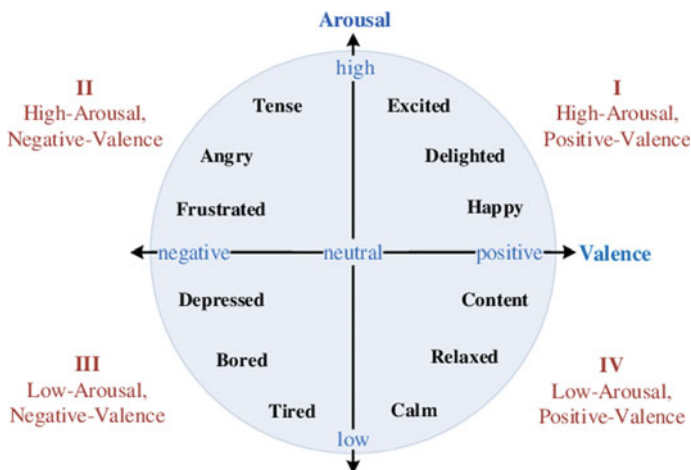 Arousal
high
II
High-Arousal,
Negative-Valence
I
High-Arousal,
Positive-Valence
Tense
Excited
Angry
Delighted
Frustrated
Happy
negative
neutral
positive
Valence
Depressed
Content
Bored
Relaxed
III
Low-Arousal,
Negative-Valence
IV
Low-Arousal,
Positive-Valence
Tired
Calm
low